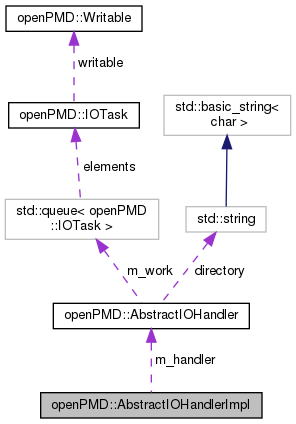 openPMD::Writable
writable
openPMD::IOTask
std::basic_string<
char >
elements
std::queue< openPMD
::IOTask >
std::string
m_work
directory
openPMD::AbstractIOHandler
m_handler
openPMD::AbstractIOHandlerImpl